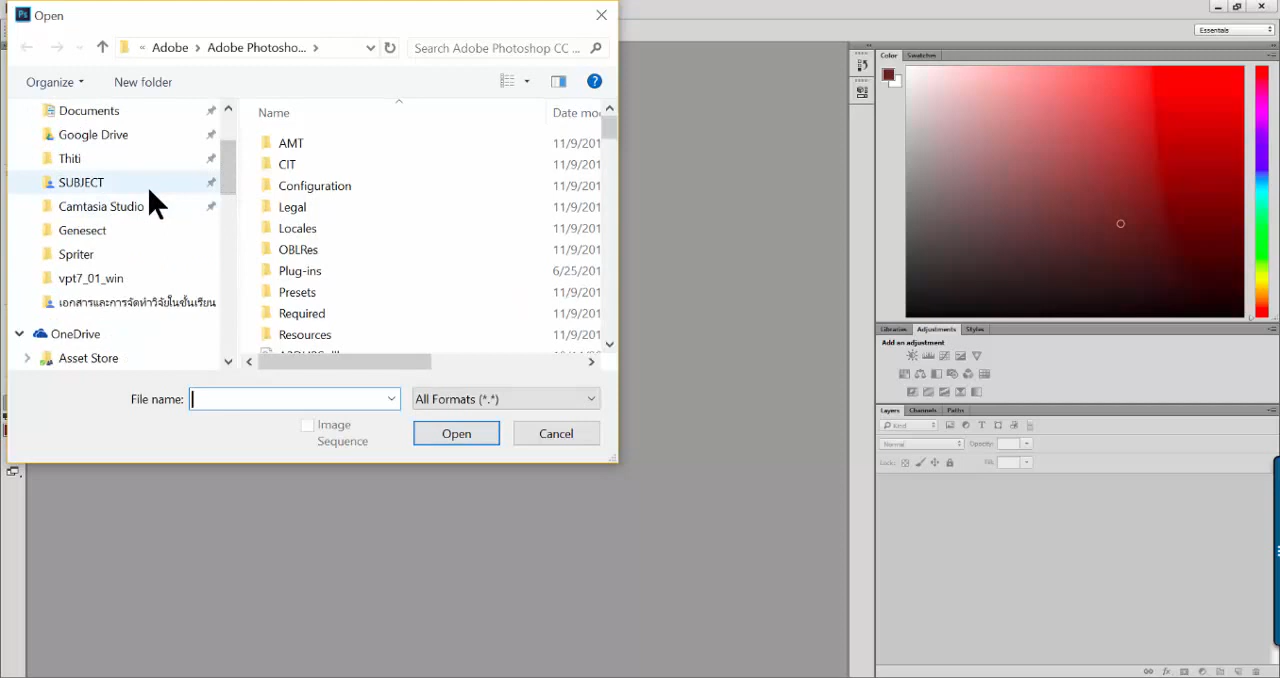 Open
« Adobe > Adobe Photosho... >
Search Adobe Photoshop CC ...
Essentials
Organize
New folder
Documents
Google Drive
Thiti
SUBJECT
Camtasia Studio
Genesect
Spriter
vpt7_01_win
เอกสารและการจัดทำวิจัยในชั้นเรียน
OneDrive
Asset Store
Name
Date mo
AMT
11/9/201
CIT
11/9/201
Configuration
11/9/201
Legal
11/9/201
Locales
11/9/201
OBLRes
11/9/201
Plug-ins
6/25/201
Presets
11/9/201
Required
11/9/201
Resources
11/9/201
File name:
All Formats (*.*)
Image
Sequence
Open
Cancel
Color
Swatches
Libraries
Adjustments
Styles
Add an adjustment
Layers
Channels
Paths
Kind
Normal
Opacity:
Lock:
Fill: